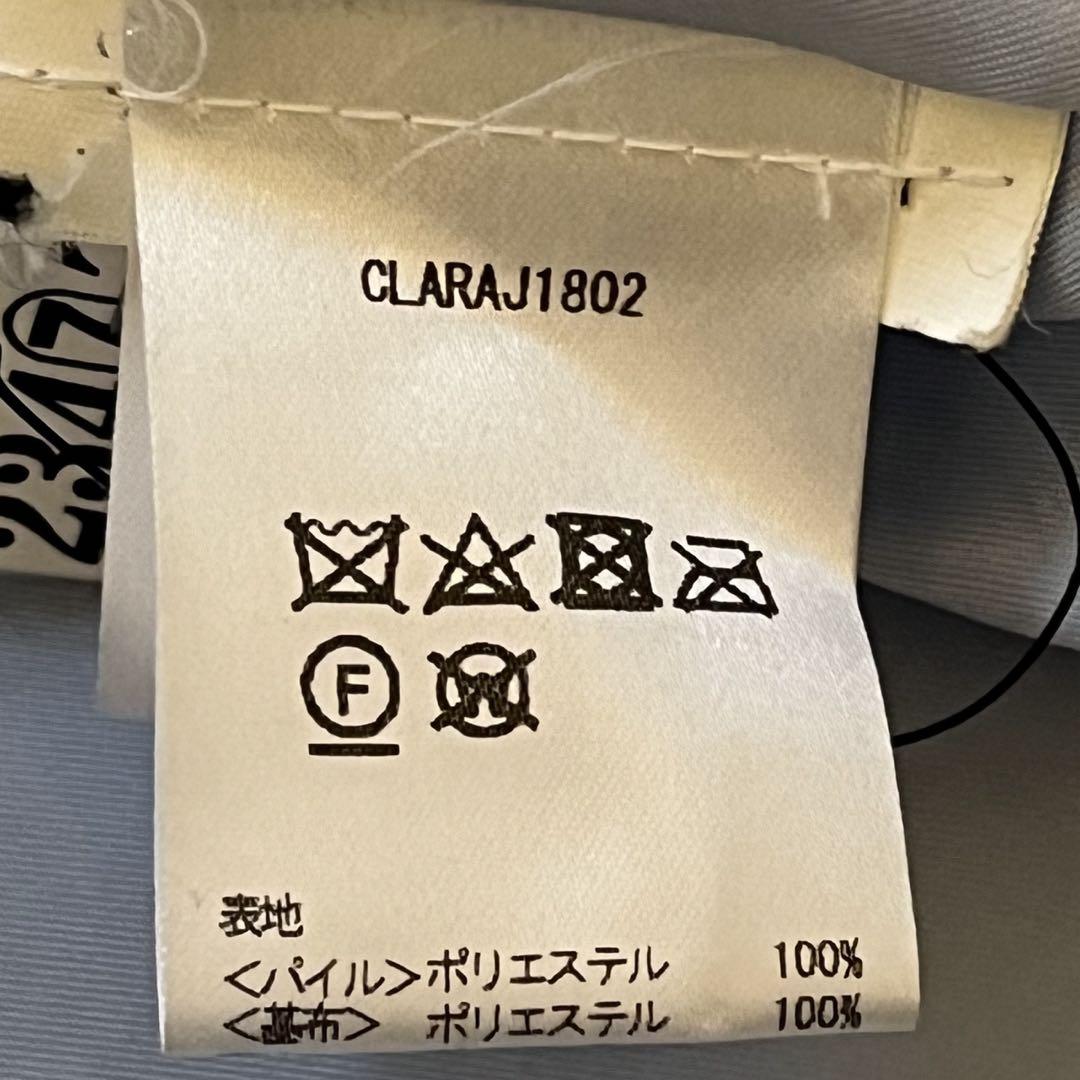 CLARAJ1802
F
W
表地
<パイル>ポリエステル 100%
<基布> ポリエステル 100%
2347